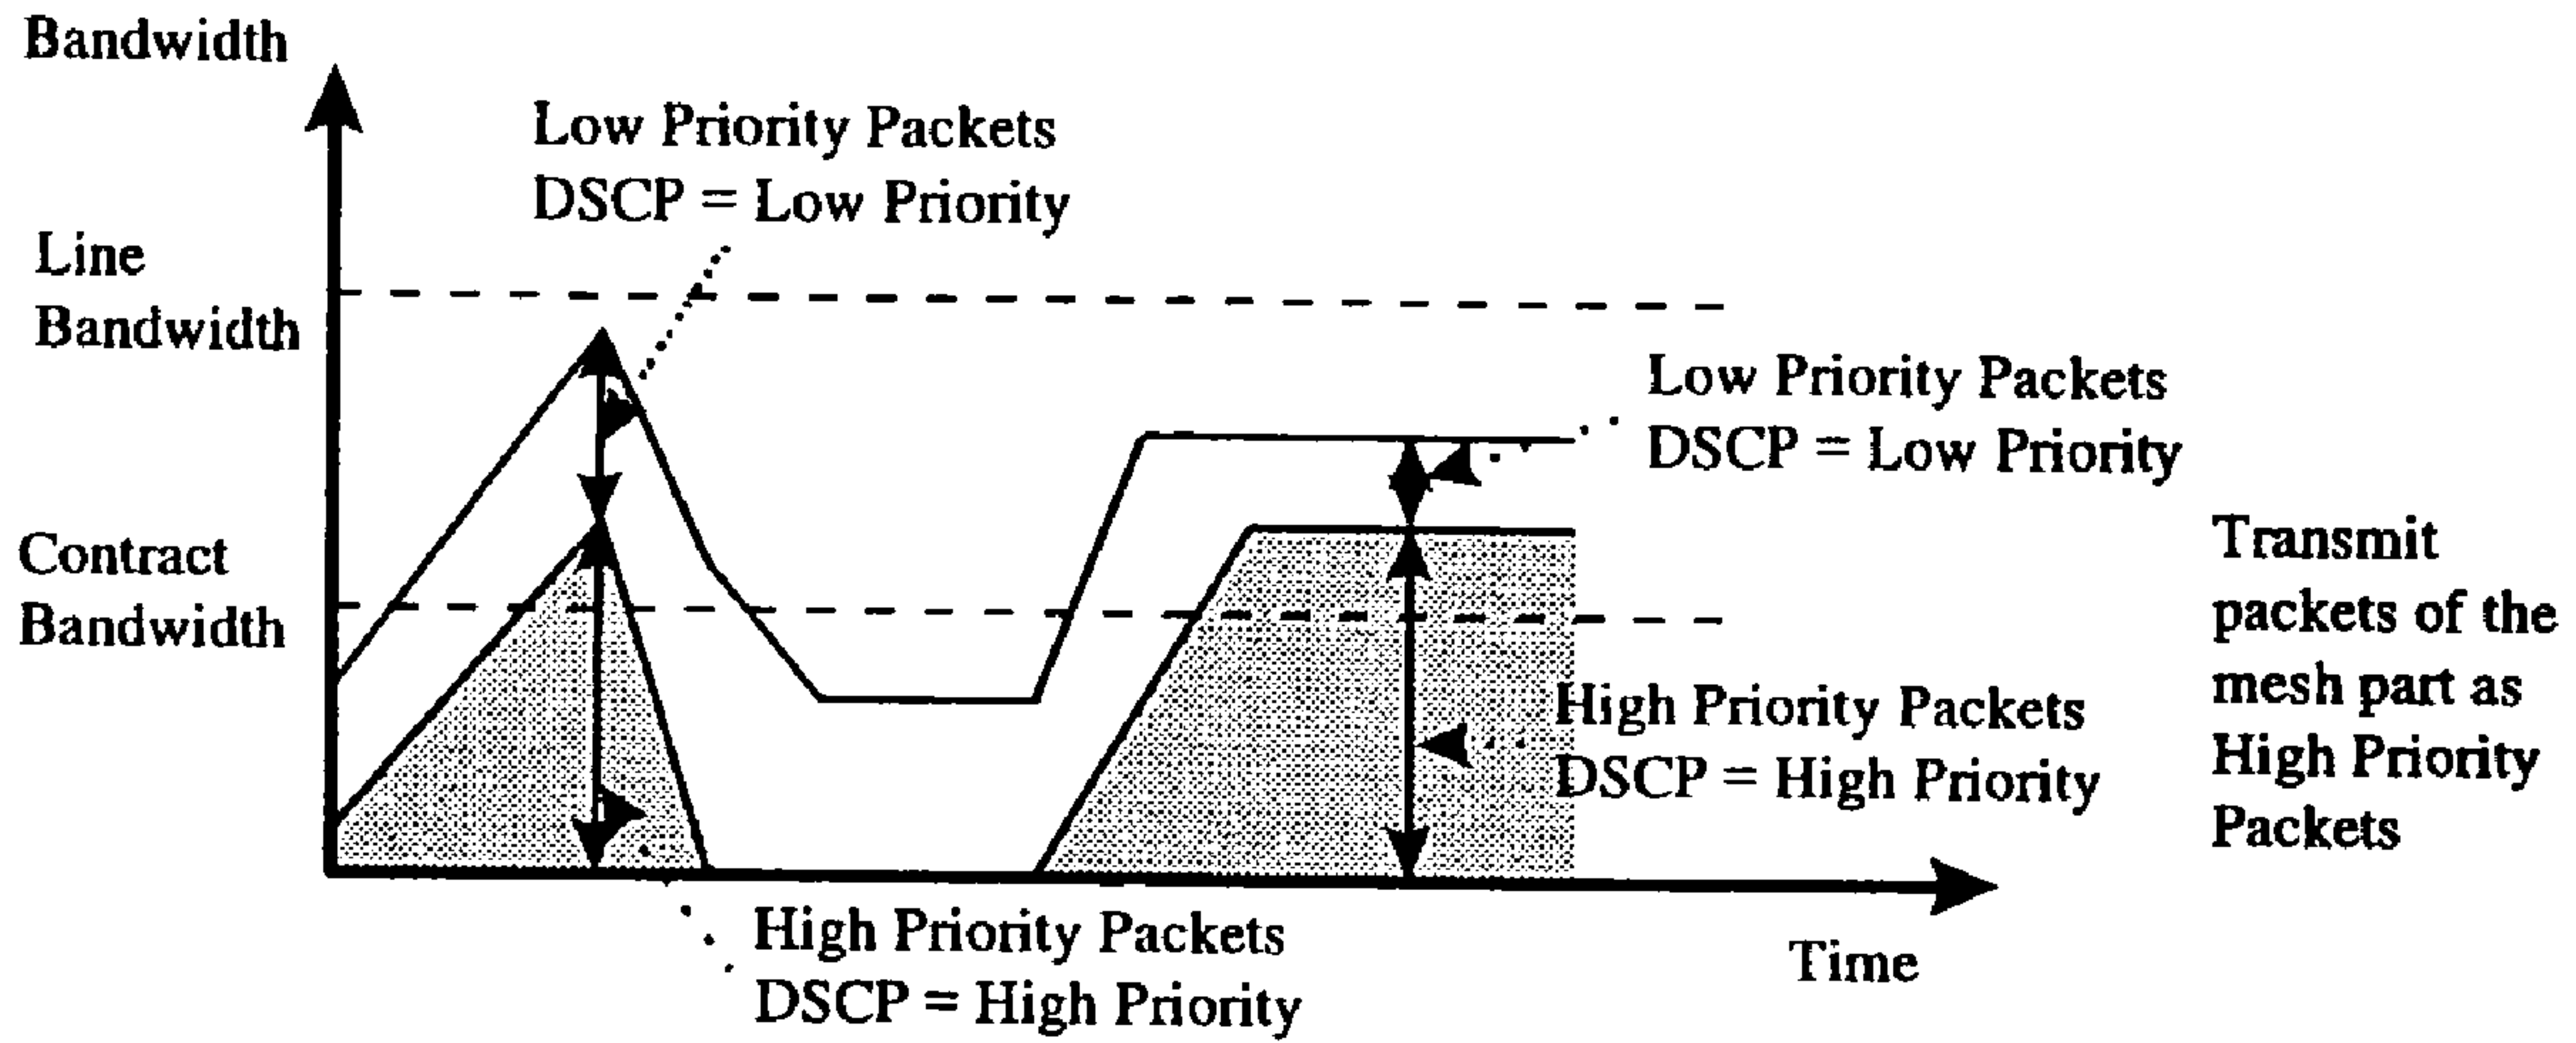 Bandwidth
Low Priority Packets
DSCP = Low Priority
Line
Bandwidth
Low Priority Packets
DSCP = Low Priority
Contract
Bandwidth
Transmit
packets of the
mesh part as
High Priority
Packets
High Priority Packets
DSCP = High Priority
High Priority Packets
DSCP = High Priority
Time